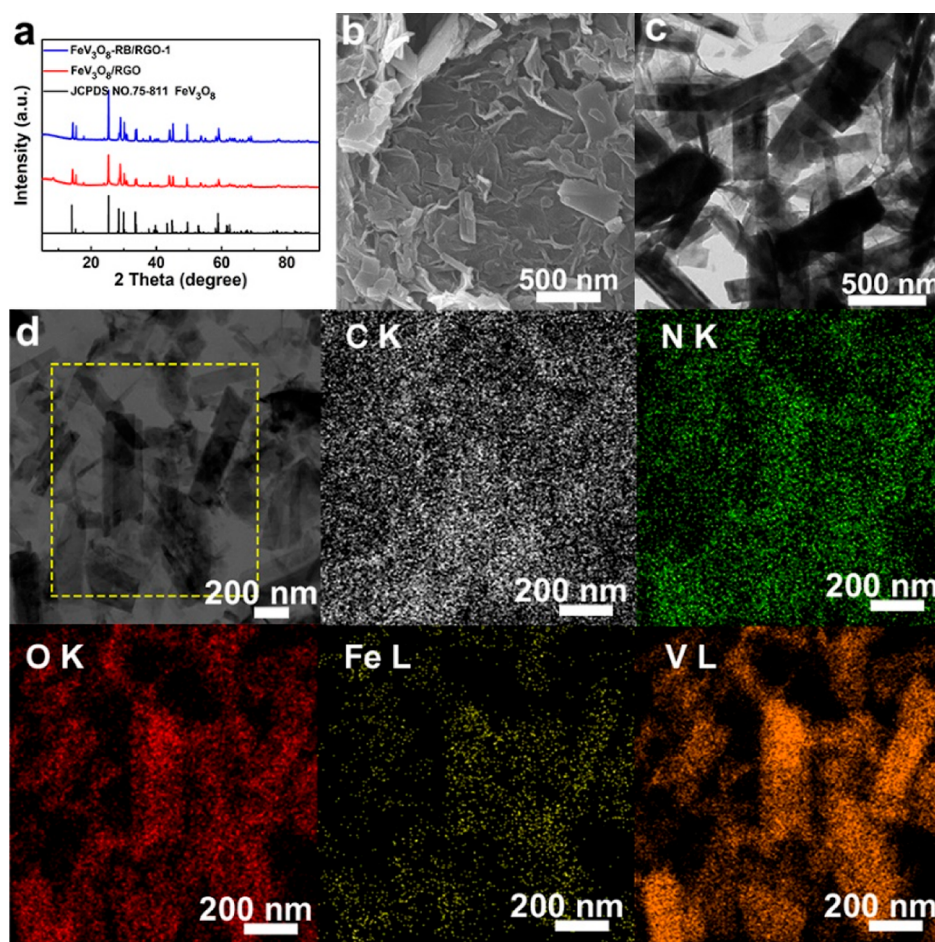 a
FeV₃O₈-RB/RGO-1
FeV₃O₈/RGO
JCPDS NO.75-811 FeV₃O₈
Intensity (a.u.)
20 40 60 80
2 Theta (degree)
b
500 nm
c
500 nm
d
200 nm
C K
200 nm
N K
200 nm
O K
200 nm
Fe L
200 nm
V L
200 nm